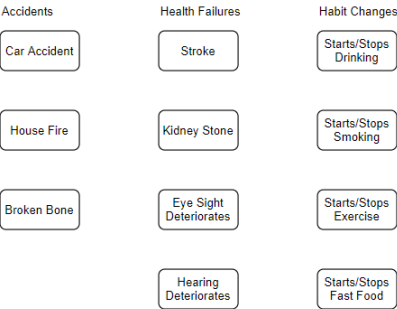 Accidents
Health Failures
Habit Changes
Car Accident
Stroke
Starts/Stops
Drinking
House Fire
Kidney Stone
Starts/Stops
Smoking
Broken Bone
Eye Sight
Deteriorates
Starts/Stops
Exercise
Hearing
Deteriorates
Starts/Stops
Fast Food